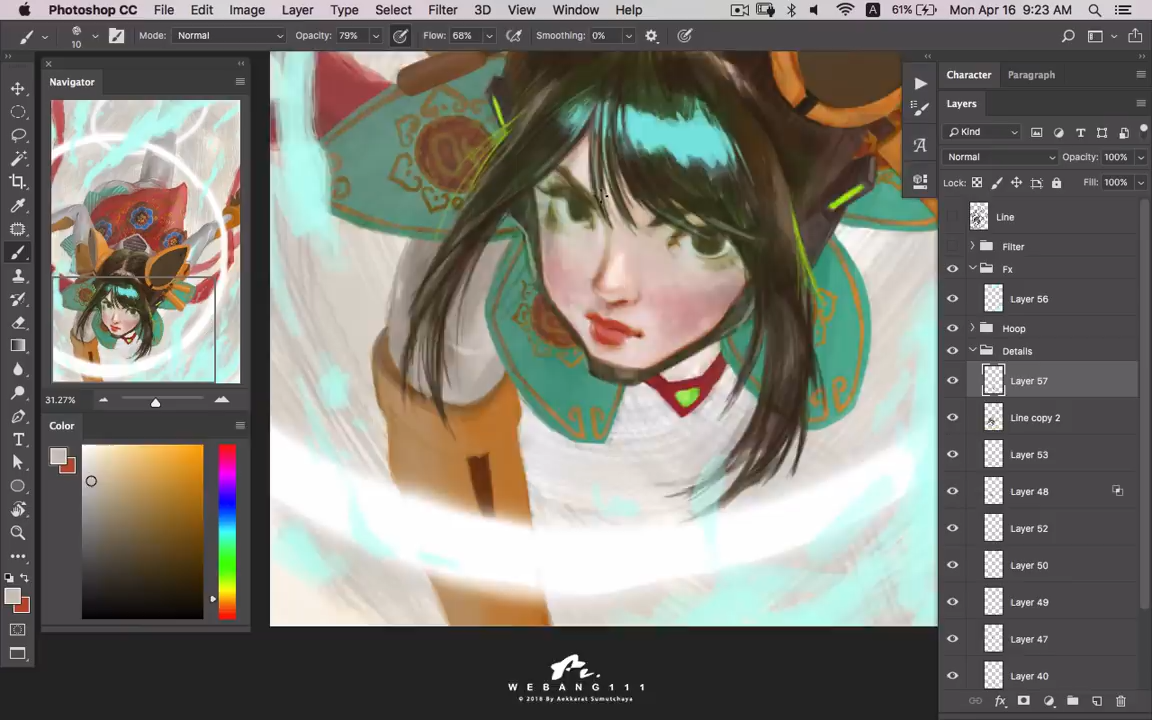 Photoshop CC File Edit Image Layer Type Select Filter 3D View Window Help 61% Mon Apr 16 9:23 AM
10 Mode: Normal Opacity: 79% Flow: 68% Smoothing: 0%
Navigator
31.27%
Color
Character Paragraph
Layers
Kind
Normal Opacity: 100%
Lock: Fill: 100%
Line
Filter
Fx
Layer 56
Hoop
Details
Layer 57
Line copy 2
Layer 53
Layer 48
Layer 52
Layer 50
Layer 49
Layer 47
Layer 40
WEBANG111
© 2018 By Aekkarat Sumutchaya